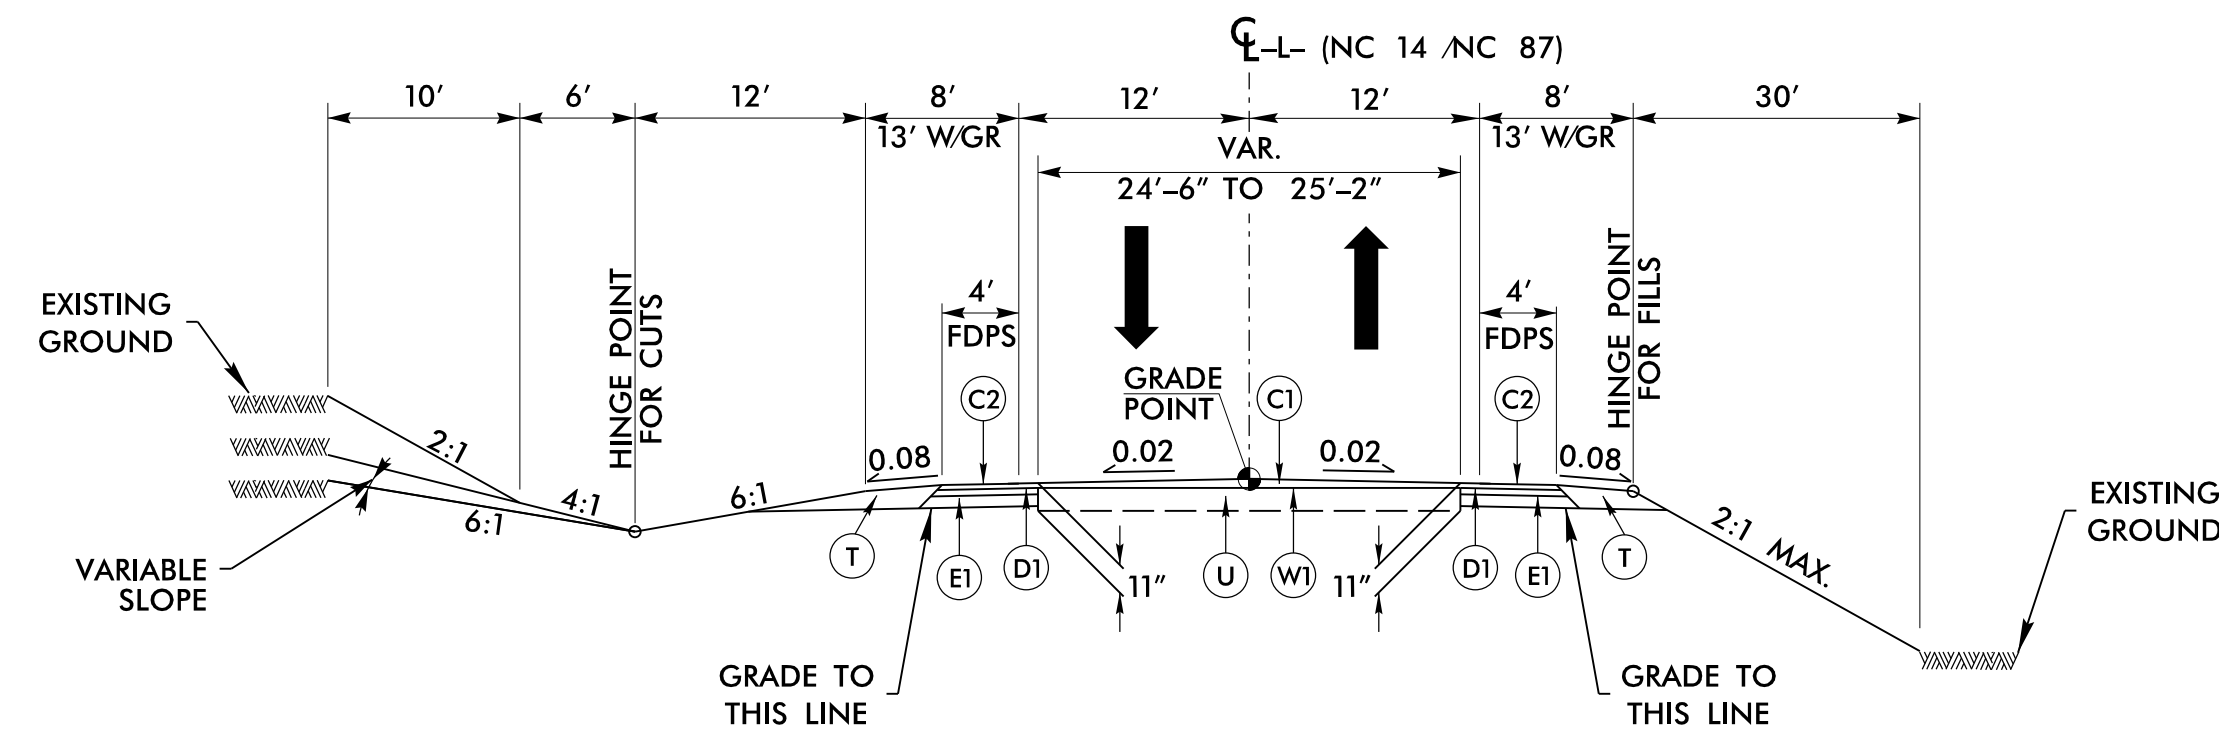 ℄ -L- (NC 14 /NC 87)
10' 6' 12' 8' 12' 12' 8' 30'
13' W/GR 13' W/GR
VAR.
24'-6" TO 25'-2"
EXISTING
GROUND
HINGE POINT
FOR CUTS
4'
FDPS
4'
FDPS
HINGE POINT
FOR FILLS
GRADE
POINT
C2 C1 C2
2:1
0.08 0.02 0.02 0.08
4:1
6:1
6:1
2:1 MAX.
EXISTING
GROUND
VARIABLE
SLOPE
T E1 D1 11" U W1 11" D1 E1 T
GRADE TO
THIS LINE
GRADE TO
THIS LINE